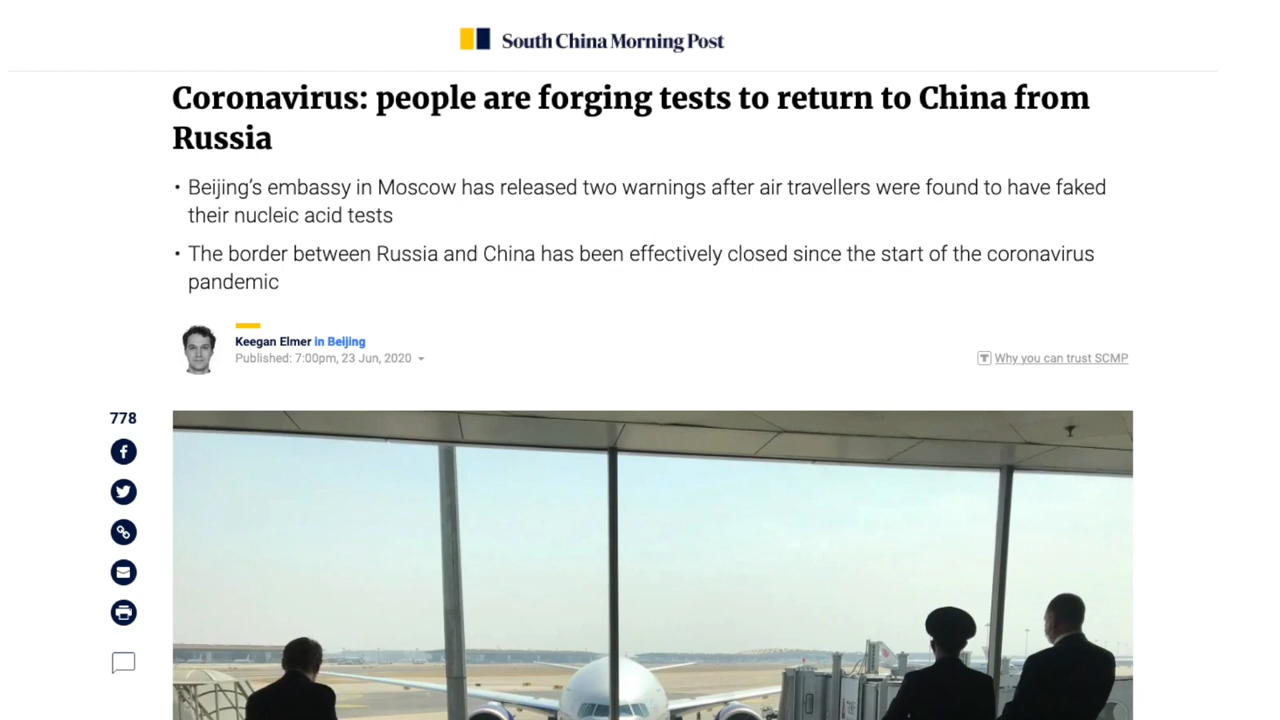 South China Morning Post
Coronavirus: people are forging tests to return to China from
Russia
• Beijing's embassy in Moscow has released two warnings after air travellers were found to have faked
their nucleic acid tests
• The border between Russia and China has been effectively closed since the start of the coronavirus
pandemic
Keegan Elmer in Beijing
Published: 7:00pm, 23 Jun, 2020
Why you can trust SCMP
778